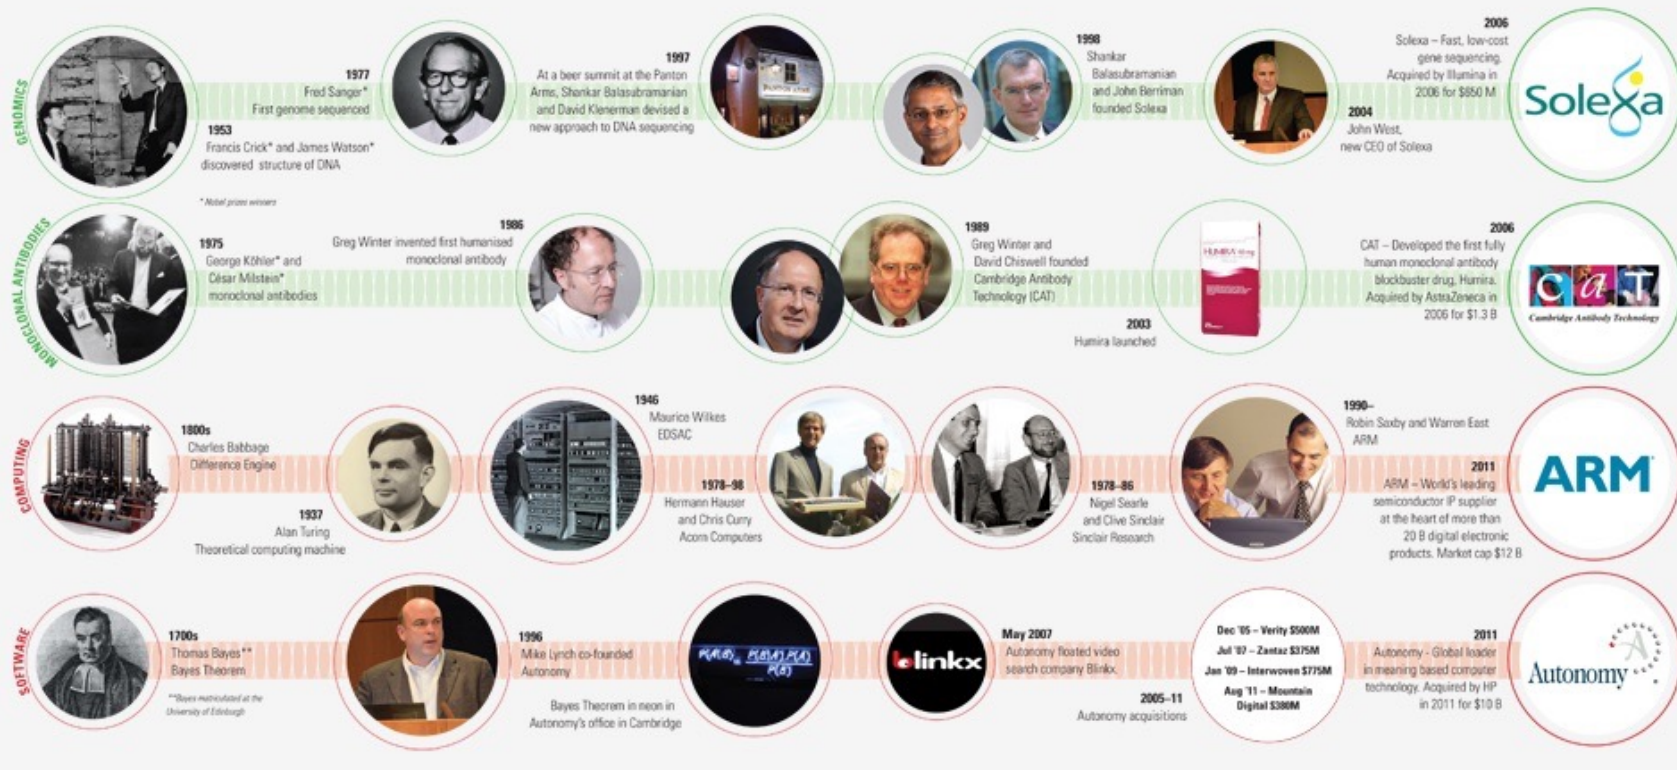 GENOMICS
1953
Francis Crick* and James Watson*
discovered structure of DNA
* Nobel prizes winners
1977
Fred Sanger*
First genome sequenced
1997
At a beer summit at the Panton
Arms, Shankar Balasubramanian
and David Klenerman devised a
new approach to DNA sequencing
PANTON ARMS
1998
Shankar
Balasubramanian
and John Berriman
founded Solexa
2004
John West,
new CEO of Solexa
2006
Solexa – Fast, low-cost
gene sequencing.
Acquired by Illumina in
2006 for $650 M
Solexa
MONOCLONAL ANTIBODIES
1975
George Köhler* and
César Milstein*
monoclonal antibodies
1986
Greg Winter invented first humanised
monoclonal antibody
1989
Greg Winter and
David Chiswell founded
Cambridge Antibody
Technology (CAT)
2003
Humira launched
HUMIRA
2006
CAT – Developed the first fully
human monoclonal antibody
blockbuster drug, Humira.
Acquired by AstraZeneca in
2006 for $1.3 B
CaT
Cambridge Antibody Technology
COMPUTING
1800s
Charles Babbage
Difference Engine
1937
Alan Turing
Theoretical computing machine
1946
Maurice Wilkes
EDSAC
1978–98
Hermann Hauser
and Chris Curry
Acorn Computers
1978–86
Nigel Searle
and Clive Sinclair
Sinclair Research
1990–
Robin Saxby and Warren East
ARM
2011
ARM – World's leading
semiconductor IP supplier
at the heart of more than
20 B digital electronic
products. Market cap $12 B
ARM
SOFTWARE
1700s
Thomas Bayes**
Bayes Theorem
**Bayes matriculated at the
University of Edinburgh
1996
Mike Lynch co-founded
Autonomy
Bayes Theorem in neon in
Autonomy's office in Cambridge
P(A|B) = P(B|A) P(A)
P(B)
blinkx
May 2007
Autonomy floated video
search company Blinkx.
2005–11
Autonomy acquisitions
Dec '05 – Verity $500M
Jul '07 – Zantaz $375M
Jan '09 – Interwoven $775M
Aug '11 – Mountain
Digital $380M
2011
Autonomy - Global leader
in meaning based computer
technology. Acquired by HP
in 2011 for $10 B
Autonomy